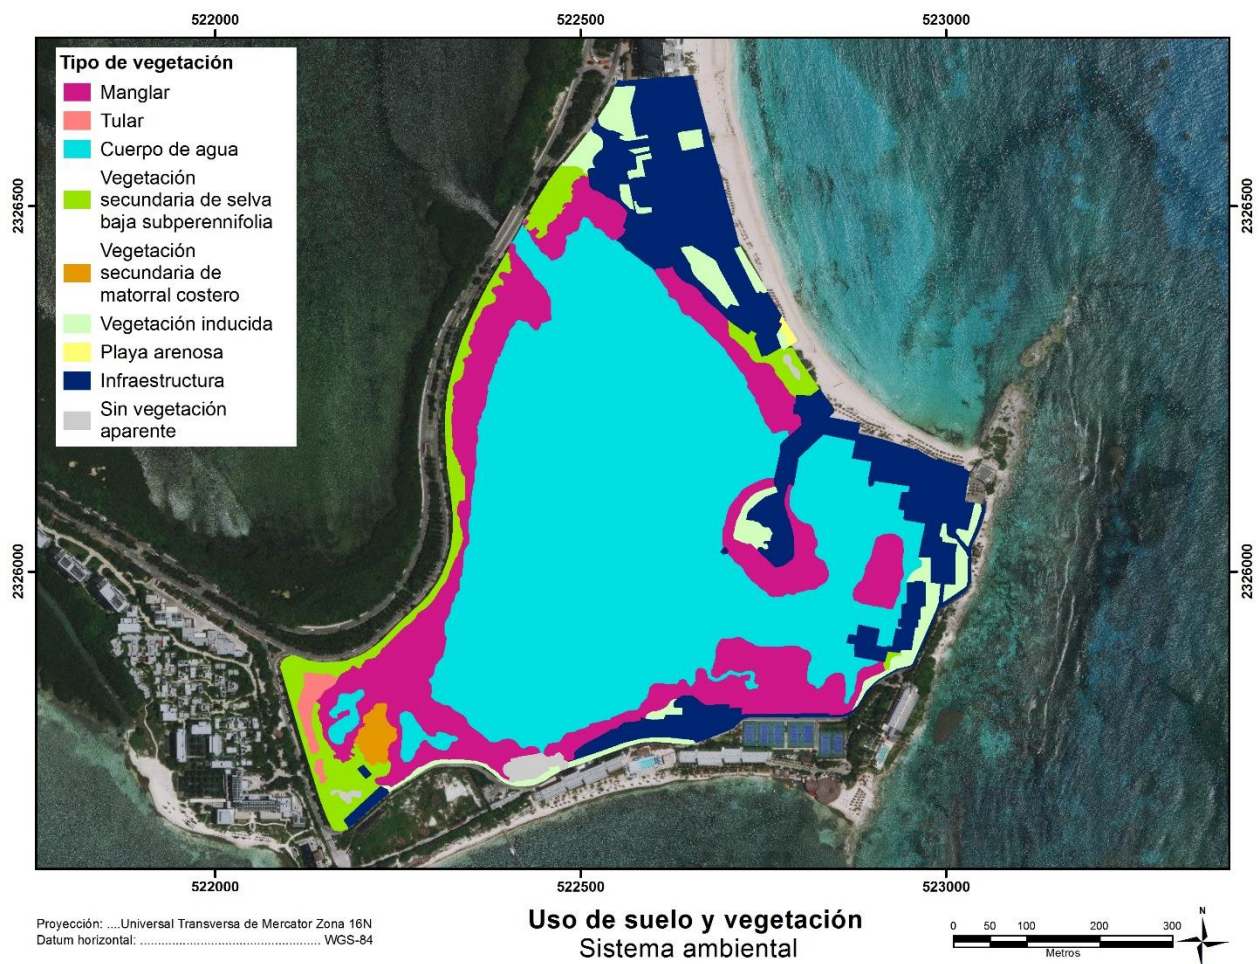 522000
522500
523000
Tipo de vegetación
Manglar
Tular
Cuerpo de agua
Vegetación
secundaria de selva
baja subperennifolia
Vegetación
secundaria de
matorral costero
Vegetación inducida
Playa arenosa
Infraestructura
Sin vegetación
aparente
2326500
2326500
2326000
2326000
522000
522500
523000
Proyección: ....Universal Transversa de Mercator Zona 16N
Datum horizontal: ..................................................... WGS-84
Uso de suelo y vegetación
Sistema ambiental
0 50 100 200 300
Metros
N